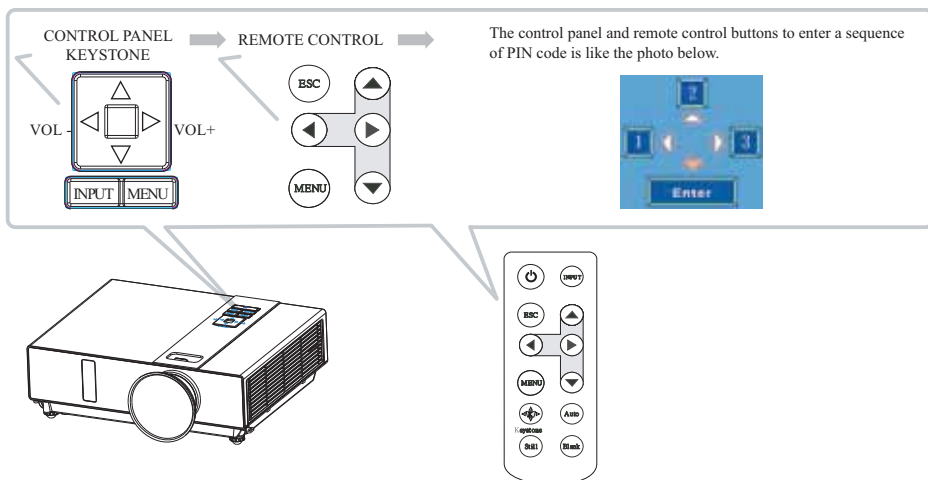 CONTROL PANEL
KEYSTONE
REMOTE CONTROL
The control panel and remote control buttons to enter a sequence
of PIN code is like the photo below.
VOL -
VOL+
INPUT MENU
ESC
MENU
2
1
3
Enter
INPUT
ESC
MENU
Keystone
Auto
Still
Blank